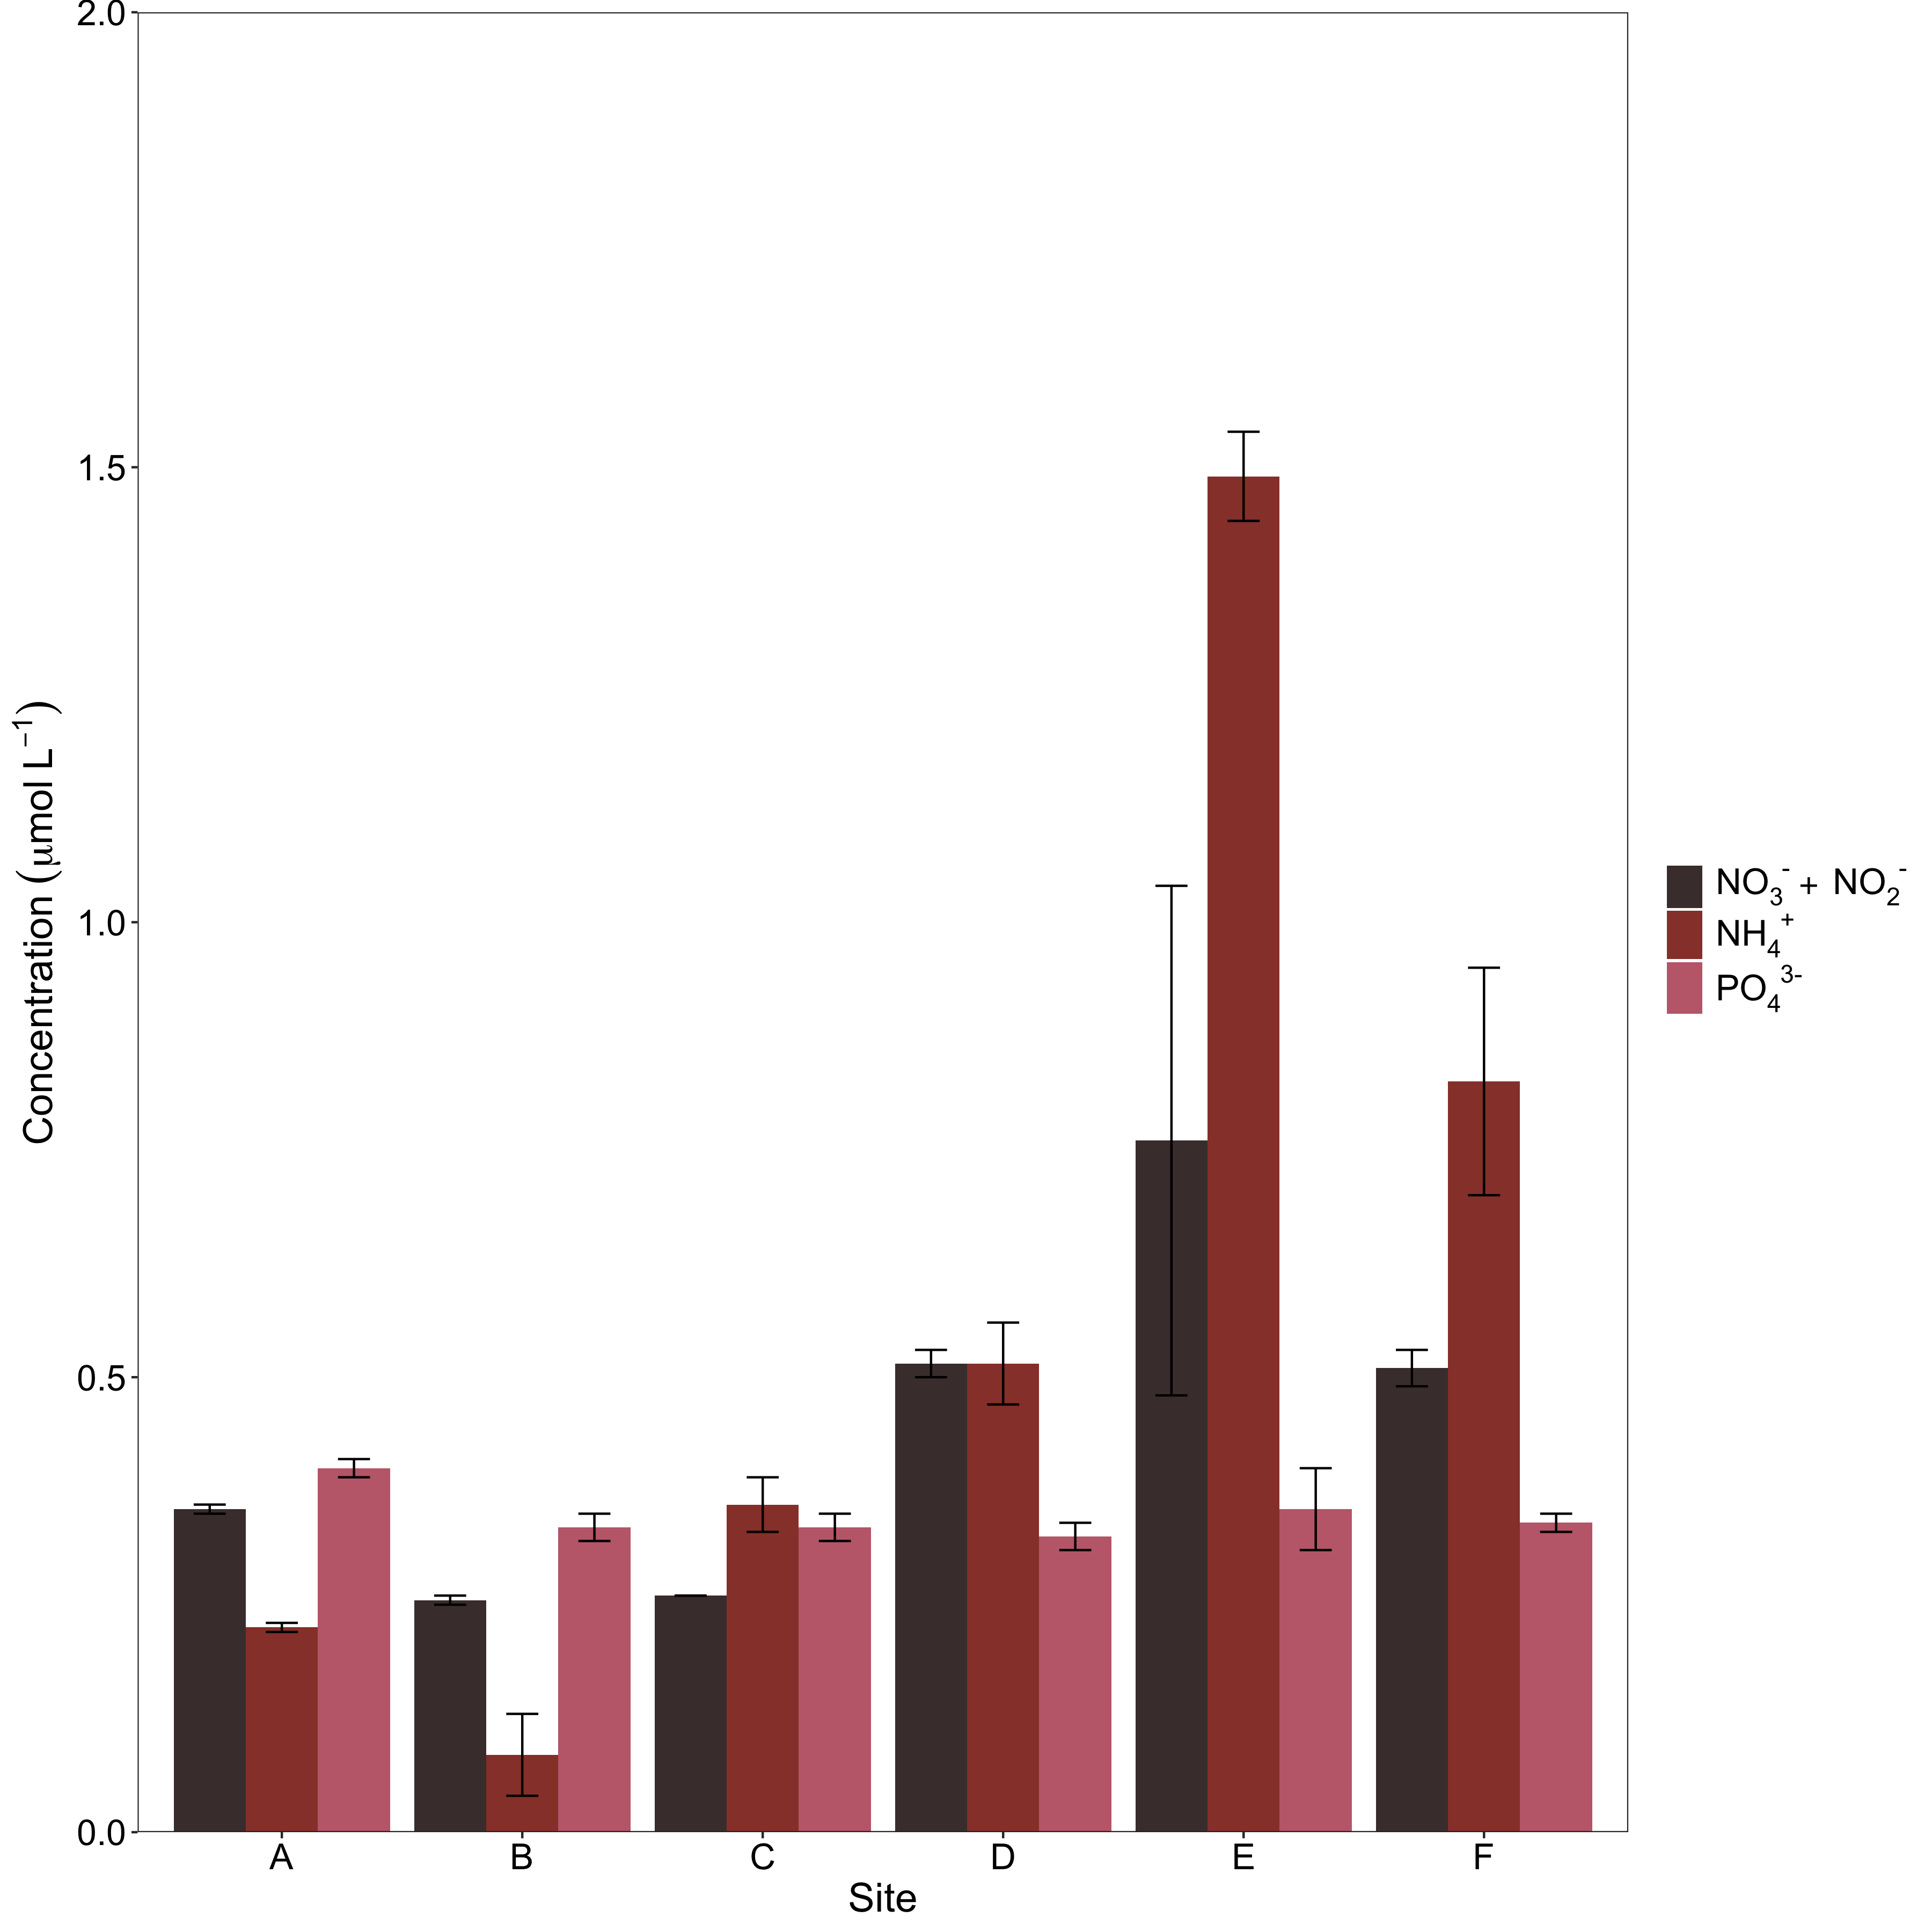 2.0
1.5
1.0
0.5
0.0
Concentration (μmol L⁻¹)
A B C D E F
Site
NO₃⁻ + NO₂⁻
NH₄⁺
PO₄³⁻